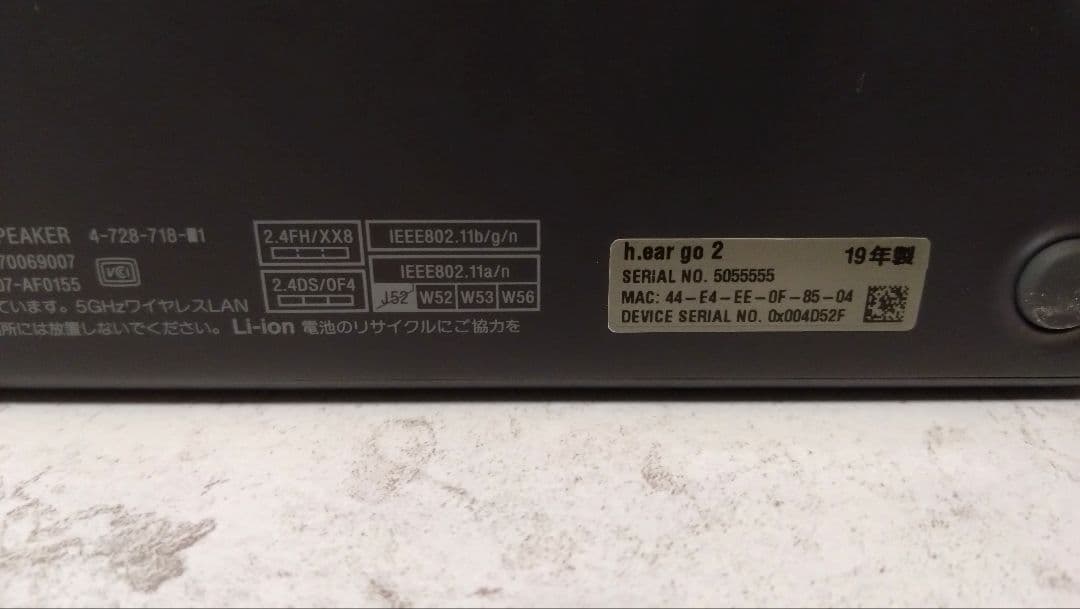 PEAKER 4-728-718-■1
70069007 VCI
07-AF0155
ています。5GHzワイヤレスLAN
所には放置しないでください。 Li-ion 電池のリサイクルにご協力を
2.4FH/XX8
2.4DS/OF4
IEEE802.11b/g/n
IEEE802.11a/n
J52 W52 W53 W56
h.ear go 2 19年製
SERIAL NO. 5055555
MAC: 44-E4-EE-0F-85-04
DEVICE SERIAL NO. 0x004D52F